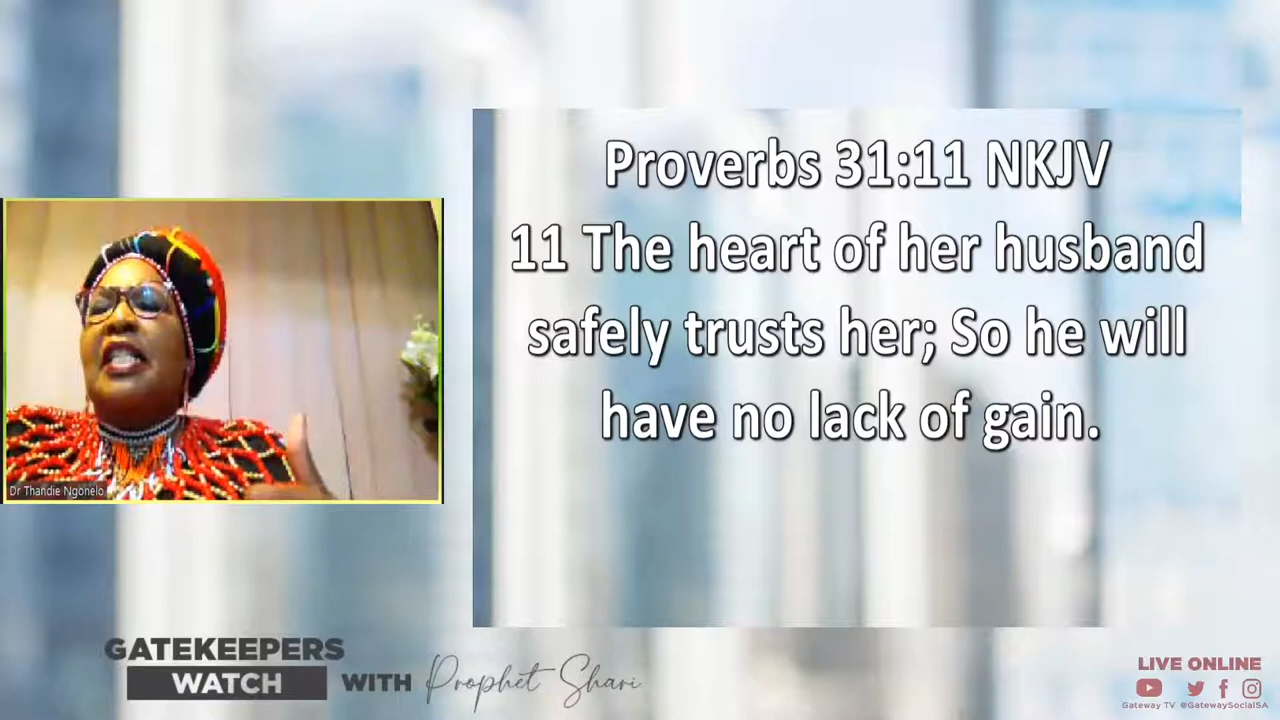 Proverbs 31:11 NKJV
11 The heart of her husband
safely trusts her; So he will
have no lack of gain.
Dr Thandie Ngonelo
GATEKEEPERS
WATCH WITH Prophet Shari
LIVE ONLINE
Gateway TV @GatewaySocialSA